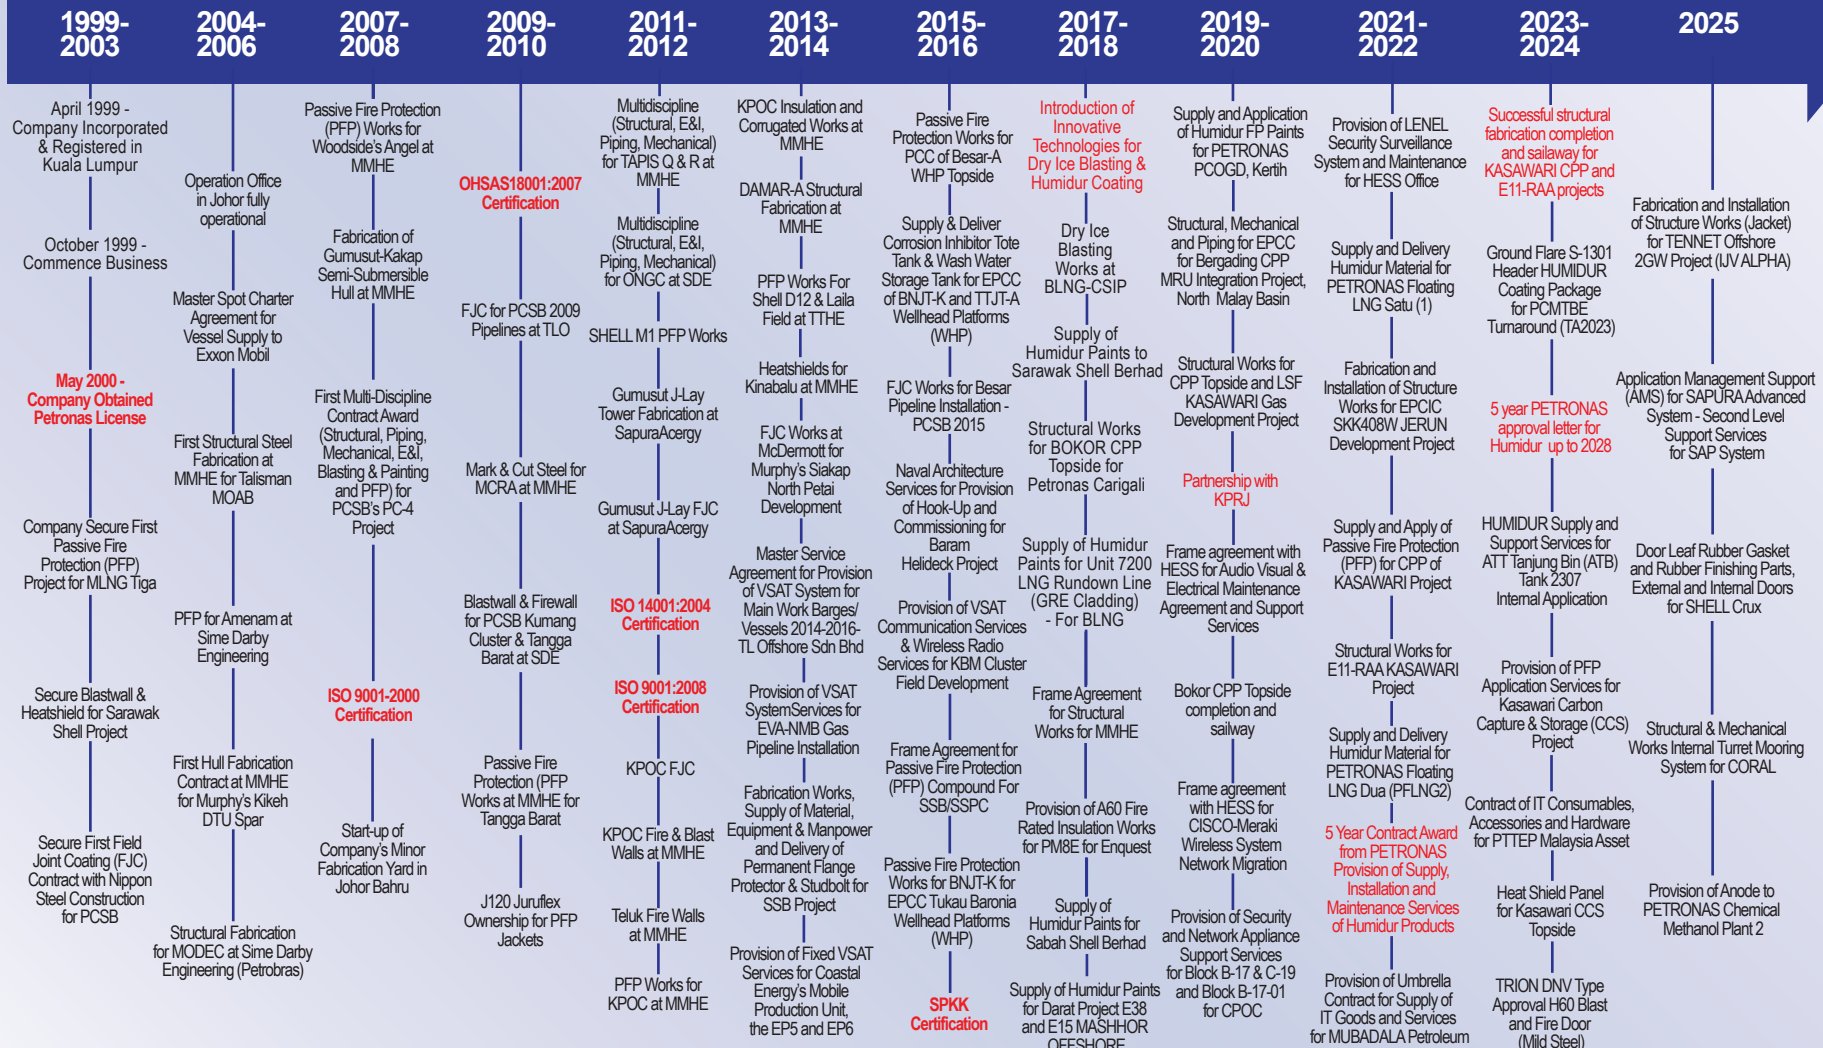 1999-
2003
April 1999 -
Company Incorporated
& Registered in
Kuala Lumpur
October 1999 -
Commence Business
May 2000 -
Company Obtained
Petronas License
Company Secure First
Passive Fire
Protection (PFP)
Project for MLNG Tiga
Secure Blastwall &
Heatshield for Sarawak
Shell Project
Secure First Field
Joint Coating (FJC)
Contract with Nippon
Steel Construction
for PCSB
2004-
2006
Operation Office
in Johor fully
operational
Master Spot Charter
Agreement for
Vessel Supply to
Exxon Mobil
First Structural Steel
Fabrication at
MMHE for Talisman
MOAB
PFP for Amenam at
Sime Darby
Engineering
First Hull Fabrication
Contract at MMHE
for Murphy's Kikeh
DTU Spar
Structural Fabrication
for MODEC at Sime Darby
Engineering (Petrobras)
2007-
2008
Passive Fire Protection
(PFP) Works for
Woodside's Angel at
MMHE
Fabrication of
Gumusut-Kakap
Semi-Submersible
Hull at MMHE
First Multi-Discipline
Contract Award
(Structural, Piping,
Mechanical, E&I,
Blasting & Painting
and PFP) for
PCSB's PC-4
Project
ISO 9001-2000
Certification
Start-up of
Company's Minor
Fabrication Yard in
Johor Bahru
2009-
2010
OHSAS18001:2007
Certification
FJC for PCSB 2009
Pipelines at TLO
Mark & Cut Steel for
MCRA at MMHE
Blastwall & Firewall
for PCSB Kumang
Cluster & Tangga
Barat at SDE
Passive Fire
Protection (PFP
Works at MMHE for
Tangga Barat
J120 Juruflex
Ownership for PFP
Jackets
2011-
2012
Multidiscipline
(Structural, E&I,
Piping, Mechanical)
for TAPIS Q & R at
MMHE
Multidiscipline
(Structural, E&I,
Piping, Mechanical)
for ONGC at SDE
SHELL M1 PFP Works
Gumusut J-Lay
Tower Fabrication at
SapuraAcergy
Gumusut J-Lay FJC
at SapuraAcergy
ISO 14001:2004
Certification
ISO 9001:2008
Certification
KPOC FJC
KPOC Fire & Blast
Walls at MMHE
Teluk Fire Walls
at MMHE
PFP Works for
KPOC at MMHE
2013-
2014
KPOC Insulation and
Corrugated Works at
MMHE
DAMAR-A Structural
Fabrication at
MMHE
PFP Works For
Shell D12 & Laila
Field at TTHE
Heatshields for
Kinabalu at MMHE
FJC Works at
McDermott for
Murphy's Siakap
North Petai
Development
Master Service
Agreement for Provision
of VSAT System for
Main Work Barges/
Vessels 2014-2016-
TL Offshore Sdn Bhd
Provision of VSAT
SystemServices for
EVA-NMB Gas
Pipeline Installation
Fabrication Works,
Supply of Material,
Equipment & Manpower
and Delivery of
Permanent Flange
Protector & Studbolt for
SSB Project
Provision of Fixed VSAT
Services for Coastal
Energy's Mobile
Production Unit,
the EP5 and EP6
2015-
2016
Passive Fire
Protection Works for
PCC of Besar-A
WHP Topside
Supply & Deliver
Corrosion Inhibitor Tote
Tank & Wash Water
Storage Tank for EPCC
of BNJT-K and TTJT-A
Wellhead Platforms
(WHP)
FJC Works for Besar
Pipeline Installation -
PCSB 2015
Naval Architecture
Services for Provision
of Hook-Up and
Commissioning for
Baram
Helideck Project
Provision of VSAT
Communication Services
& Wireless Radio
Services for KBM Cluster
Field Development
Frame Agreement for
Passive Fire Protection
(PFP) Compound For
SSB/SSPC
Passive Fire Protection
Works for BNJT-K for
EPCC Tukau Baronia
Wellhead Platforms
(WHP)
SPKK
Certification
2017-
2018
Introduction of
Innovative
Technologies for
Dry Ice Blasting &
Humidur Coating
Dry Ice
Blasting
Works at
BLNG-CSIP
Supply of
Humidur Paints to
Sarawak Shell Berhad
Structural Works
for BOKOR CPP
Topside for
Petronas Carigali
Supply of Humidur
Paints for Unit 7200
LNG Rundown Line
(GRE Cladding)
- For BLNG
Frame Agreement
for Structural
Works for MMHE
Provision of A60 Fire
Rated Insulation Works
for PM8E for Enquest
Supply of
Humidur Paints for
Sabah Shell Berhad
Supply of Humidur Paints
for Darat Project E38
and E15 MASHHOR
OFFSHORE
2019-
2020
Supply and Application
of Humidur FP Paints
for PETRONAS
PCOGD, Kertih
Structural, Mechanical
and Piping for EPCC
for Bergading CPP
MRU Integration Project,
North Malay Basin
Structural Works for
CPP Topside and LSF
KASAWARI Gas
Development Project
Partnership with
KPRJ
Frame agreement with
HESS for Audio Visual &
Electrical Maintenance
Agreement and Support
Services
Bokor CPP Topside
completion and
sailway
Frame agreement
with HESS for
CISCO-Meraki
Wireless System
Network Migration
Provision of Security
and Network Appliance
Support Services
for Block B-17 & C-19
and Block B-17-01
for CPOC
2021-
2022
Provision of LENEL
Security Surveillance
System and Maintenance
for HESS Office
Supply and Delivery
Humidur Material for
PETRONAS Floating
LNG Satu (1)
Fabrication and
Installation of Structure
Works for EPCIC
SKK408W JERUN
Development Project
Supply and Apply of
Passive Fire Protection
(PFP) for CPP of
KASAWARI Project
Structural Works for
E11-RAA KASAWARI
Project
Supply and Delivery
Humidur Material for
PETRONAS Floating
LNG Dua (PFLNG2)
5 Year Contract Award
from PETRONAS
Provision of Supply,
Installation and
Maintenance Services
of Humidur Products
Provision of Umbrella
Contract for Supply of
IT Goods and Services
for MUBADALA Petroleum
2023-
2024
Successful structural
fabrication completion
and sailaway for
KASAWARI CPP and
E11-RAA projects
Ground Flare S-1301
Header HUMIDUR
Coating Package
for PCMTBE
Turnaround (TA2023)
5 year PETRONAS
approval letter for
Humidur up to 2028
HUMIDUR Supply and
Support Services for
ATT Tanjung Bin (ATB)
Tank 2307
Internal Application
Provision of PFP
Application Services for
Kasawari Carbon
Capture & Storage (CCS)
Project
Contract of IT Consumables,
Accessories and Hardware
for PTTEP Malaysia Asset
Heat Shield Panel
for Kasawari CCS
Topside
TRION DNV Type
Approval H60 Blast
and Fire Door
(Mild Steel)
2025
Fabrication and Installation
of Structure Works (Jacket)
for TENNET Offshore
2GW Project (IJV ALPHA)
Application Management Support
(AMS) for SAPURA Advanced
System - Second Level
Support Services
for SAP System
Door Leaf Rubber Gasket
and Rubber Finishing Parts,
External and Internal Doors
for SHELL Crux
Structural & Mechanical
Works Internal Turret Mooring
System for CORAL
Provision of Anode to
PETRONAS Chemical
Methanol Plant 2